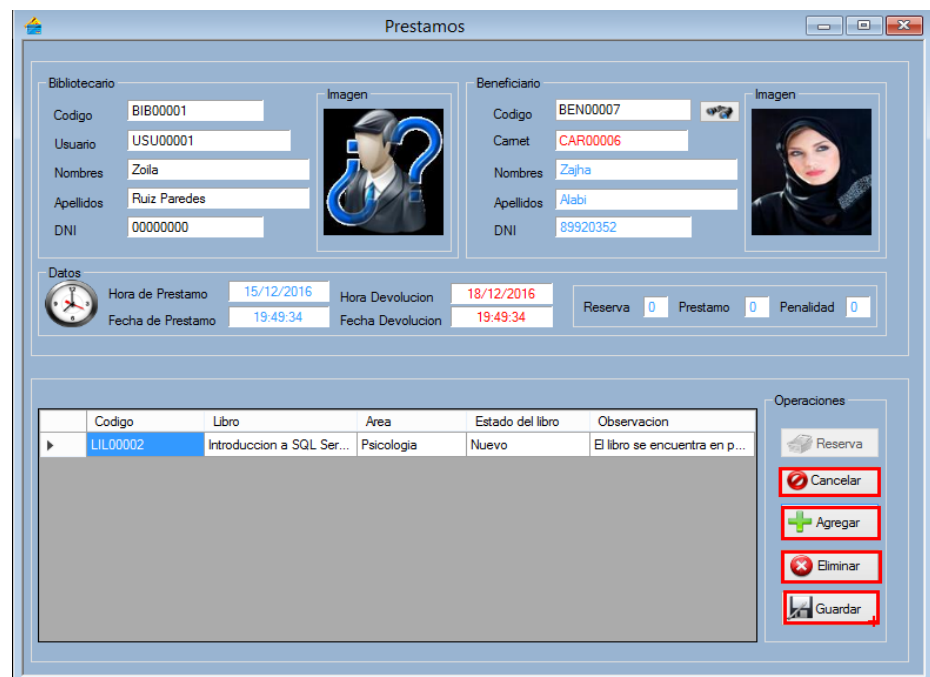 Prestamos
Bibliotecario
Imagen
Codigo BIB00001
Usuario USU00001
Nombres Zoila
Apellidos Ruiz Paredes
DNI 00000000
Beneficiario
Imagen
Codigo BEN00007
Carnet CAR00006
Nombres Zajha
Apellidos Alabi
DNI 89920352
Datos
Hora de Prestamo 15/12/2016 Hora Devolucion 18/12/2016
Fecha de Prestamo 19:49:34 Fecha Devolucion 19:49:34
Reserva 0 Prestamo 0 Penalidad 0
Codigo Libro Area Estado del libro Observacion
LIL00002 Introduccion a SQL Ser... Psicologia Nuevo El libro se encuentra en p...
Operaciones
Reserva
Cancelar
Agregar
Eliminar
Guardar